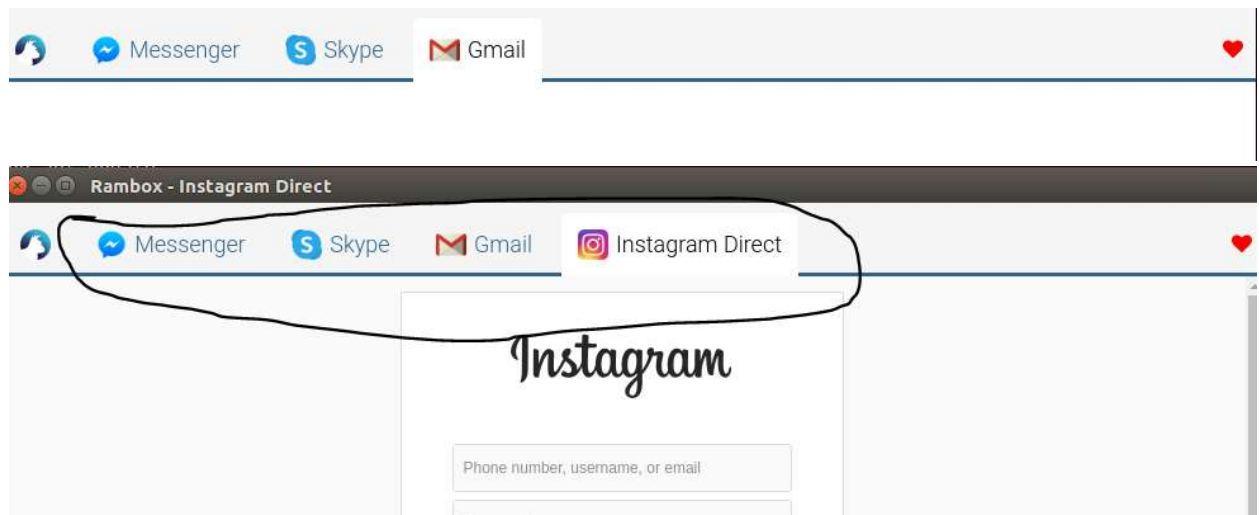 Messenger Skype Gmail
Rambox - Instagram Direct
Messenger Skype Gmail Instagram Direct
Instagram
Phone number, username, or email